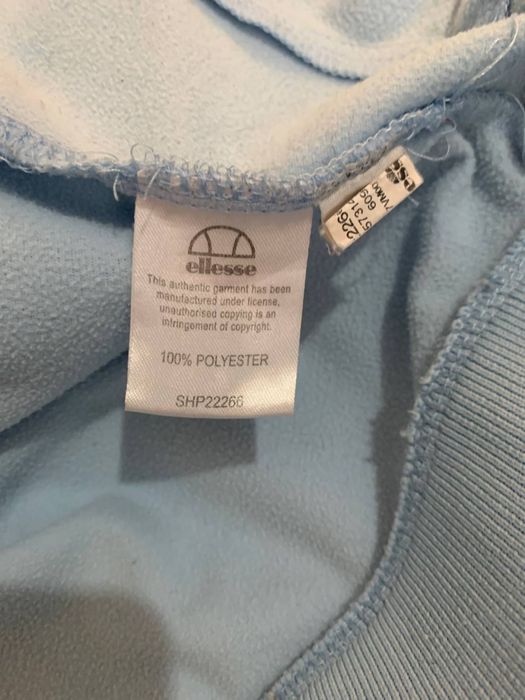 ellesse
This authentic garment has been
manufactured under license,
unauthorised copying is an
infringement of copyright.
100% POLYESTER
SHP22266